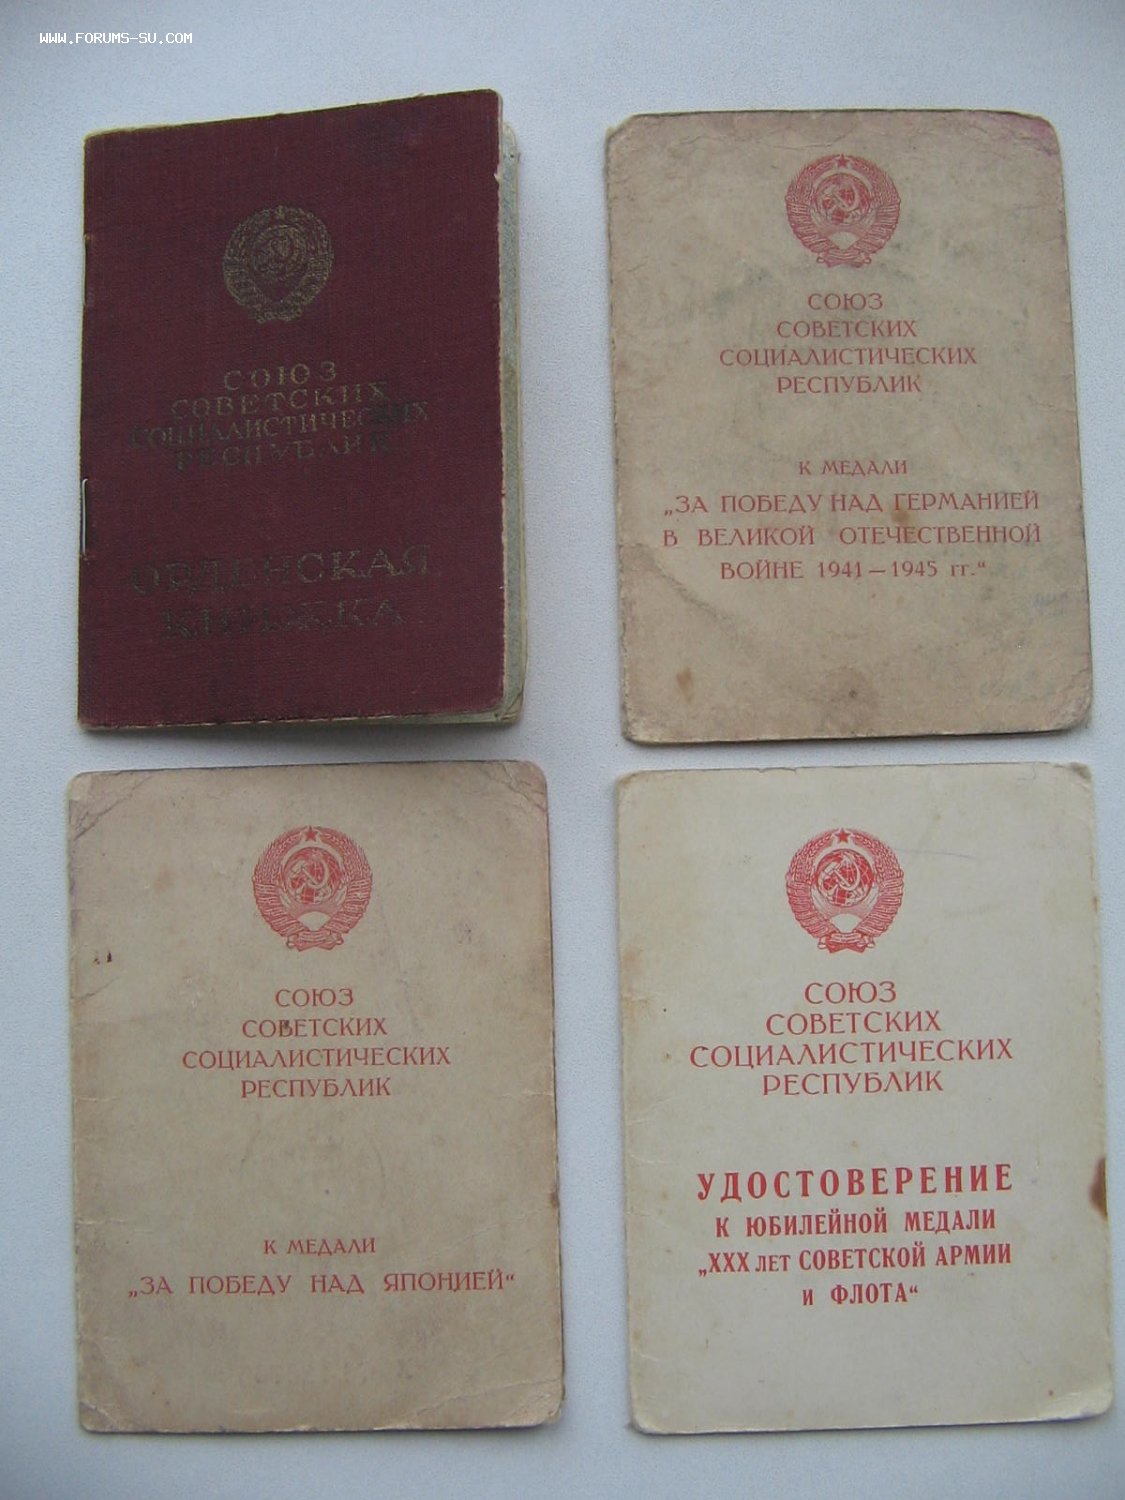 WWW.FORUMS-SU.COM
СОЮЗ
СОВЕТСКИХ
СОЦИАЛИСТИЧЕСКИХ
РЕСПУБЛИК
ОРДЕНСКАЯ
КНИЖКА
СОЮЗ
СОВЕТСКИХ
СОЦИАЛИСТИЧЕСКИХ
РЕСПУБЛИК
К МЕДАЛИ
„ЗА ПОБЕДУ НАД ГЕРМАНИЕЙ
В ВЕЛИКОЙ ОТЕЧЕСТВЕННОЙ
ВОЙНЕ 1941—1945 гг.“
СОЮЗ
СОВЕТСКИХ
СОЦИАЛИСТИЧЕСКИХ
РЕСПУБЛИК
К МЕДАЛИ
„ЗА ПОБЕДУ НАД ЯПОНИЕЙ“
СОЮЗ
СОВЕТСКИХ
СОЦИАЛИСТИЧЕСКИХ
РЕСПУБЛИК
УДОСТОВЕРЕНИЕ
К ЮБИЛЕЙНОЙ МЕДАЛИ
„XXX ЛЕТ СОВЕТСКОЙ АРМИИ
И ФЛОТА“